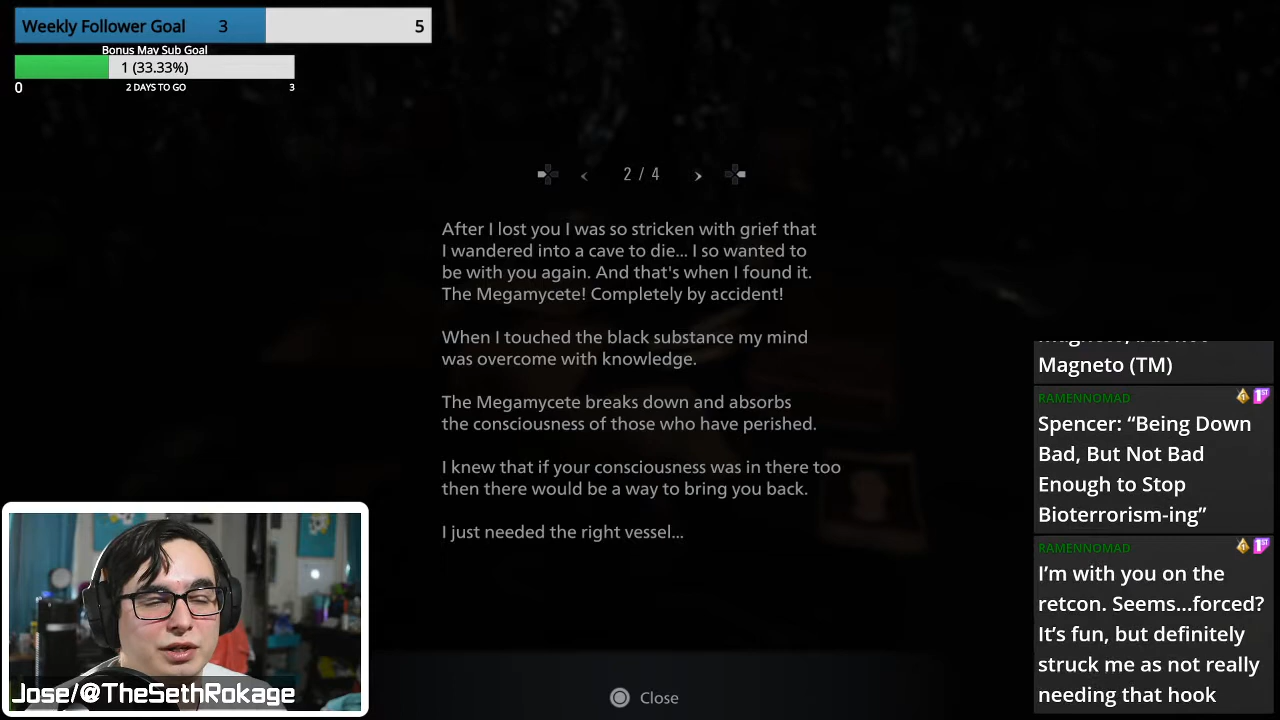 Weekly Follower Goal 3 5
Bonus May Sub Goal
1 (33.33%)
0 2 DAYS TO GO 3
2 / 4
After I lost you I was so stricken with grief that
I wandered into a cave to die... I so wanted to
be with you again. And that's when I found it.
The Megamycete! Completely by accident!
When I touched the black substance my mind
was overcome with knowledge.
The Megamycete breaks down and absorbs
the consciousness of those who have perished.
I knew that if your consciousness was in there too
then there would be a way to bring you back.
I just needed the right vessel...
Close
Magneto (TM)
RAMENNOMAD
Spencer: “Being Down
Bad, But Not Bad
Enough to Stop
Bioterrorism-ing”
RAMENNOMAD
I’m with you on the
retcon. Seems...forced?
It’s fun, but definitely
struck me as not really
needing that hook
Jose/@TheSethRokage